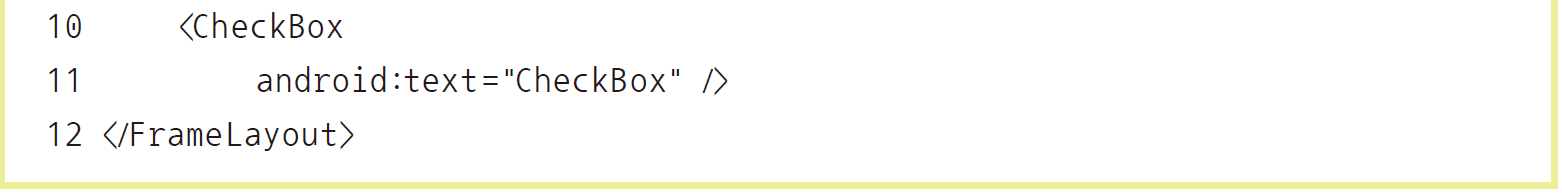 10     <CheckBox
11         android:text="CheckBox" />
12 </FrameLayout>